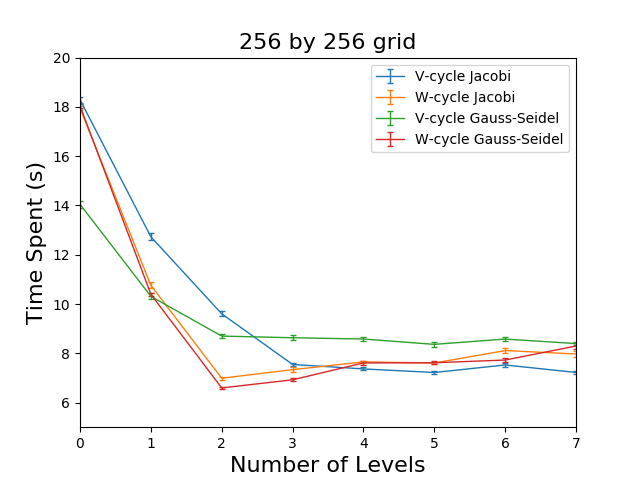 256 by 256 grid
20
18
16
14
12
10
8
6
Time Spent (s)
V-cycle Jacobi
W-cycle Jacobi
V-cycle Gauss-Seidel
W-cycle Gauss-Seidel
0 1 2 3 4 5 6 7
Number of Levels